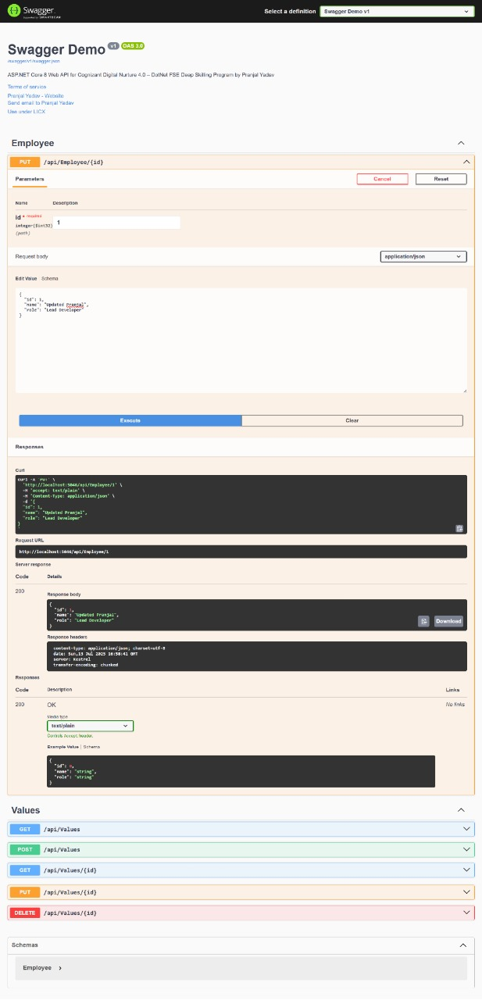 Swagger
Supported by SMARTBEAR
Select a definition
Swagger Demo v1
Swagger Demo v1 OAS 3.0
/swagger/v1/swagger.json
ASP.NET Core 8 Web API for Cognizant Digital Nurture 4.0 – DotNet FSE Deep Skilling Program by Pranjal Yadav
Terms of service
Pranjal Yadav - Website
Send email to Pranjal Yadav
Use under LICX
Employee
PUT /api/Employee/{id}
Parameters
Cancel
Reset
Name Description
id * required
integer($int32)
(path)
1
Request body
application/json
Edit Value Schema
{
"id": 1,
"name": "Updated Pranjal",
"role": "Lead Developer"
}
Execute
Clear
Responses
Curl
curl -X 'PUT' \
'http://localhost:5046/api/Employee/1' \
-H 'accept: text/plain' \
-H 'Content-Type: application/json' \
-d '{
"id": 1,
"name": "Updated Pranjal",
"role": "Lead Developer"
}
'
Request URL
http://localhost:5046/api/Employee/1
Server response
Code Details
200
Response body
{
"id": 1,
"name": "Updated Pranjal",
"role": "Lead Developer"
}
Download
Response headers
content-type: application/json; charset=utf-8
date: Sun,13 Jul 2025 16:58:41 GMT
server: Kestrel
transfer-encoding: chunked
Responses
Code Description Links
200 OK No links
Media type
text/plain
Controls Accept header.
Example Value | Schema
{
"id": 0,
"name": "string",
"role": "string"
}
Values
GET /api/Values
POST /api/Values
GET /api/Values/{id}
PUT /api/Values/{id}
DELETE /api/Values/{id}
Schemas
Employee